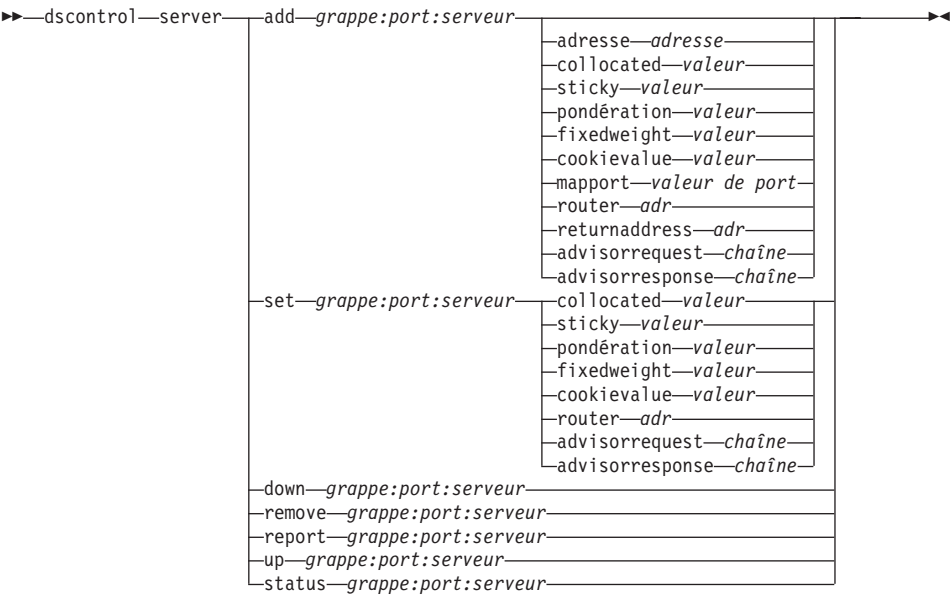 dscontrol server add grappe:port:serveur
adresse adresse
collocated valeur
sticky valeur
pondération valeur
fixedweight valeur
cookievalue valeur
mapport valeur de port
router adr
returnaddress adr
advisorrequest chaîne
advisorresponse chaîne
set grappe:port:serveur collocated valeur
sticky valeur
pondération valeur
fixedweight valeur
cookievalue valeur
router adr
advisorrequest chaîne
advisorresponse chaîne
down grappe:port:serveur
remove grappe:port:serveur
report grappe:port:serveur
up grappe:port:serveur
status grappe:port:serveur